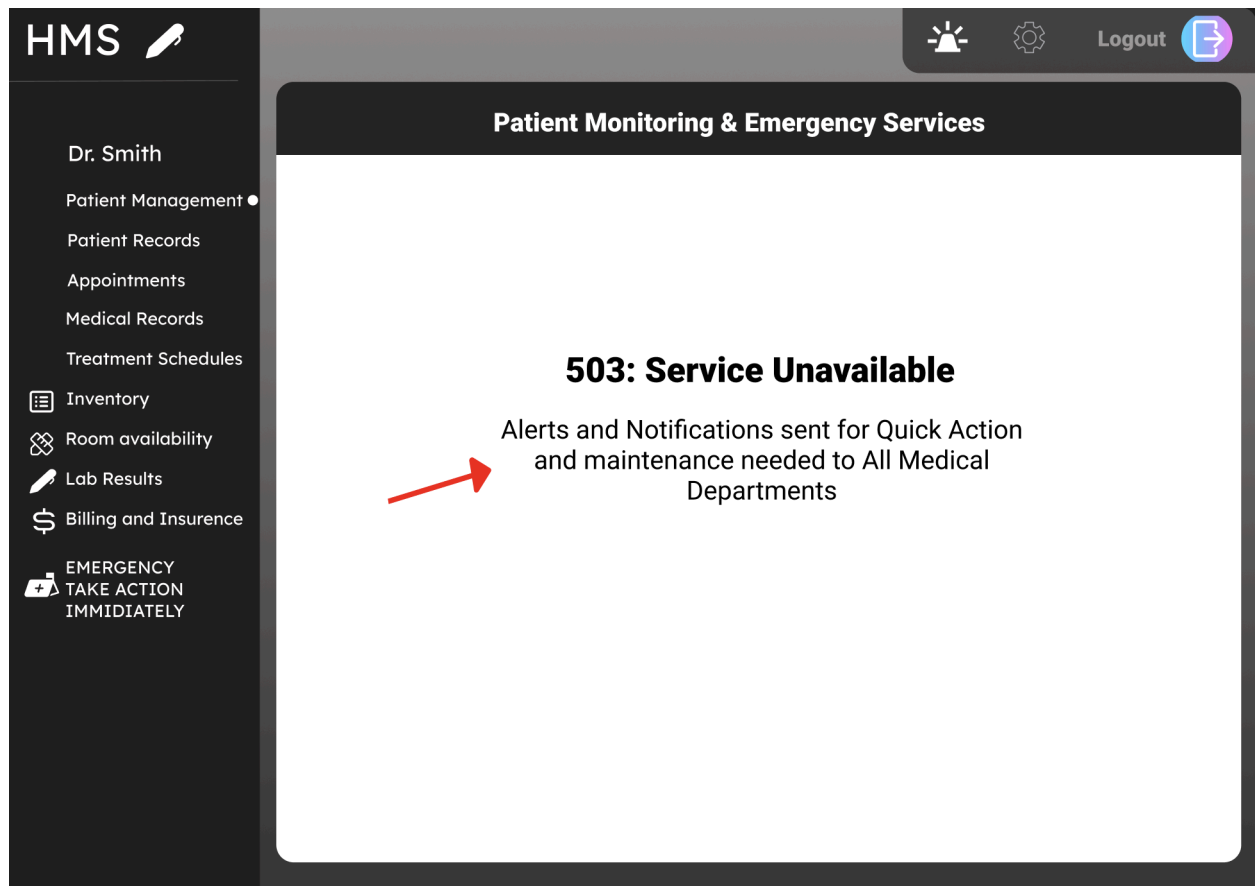 HMS
Logout
Patient Monitoring & Emergency Services
Dr. Smith
Patient Management
Patient Records
Appointments
Medical Records
Treatment Schedules
Inventory
Room availability
Lab Results
Billing and Insurence
EMERGENCY
TAKE ACTION
IMMIDIATELY
503: Service Unavailable
Alerts and Notifications sent for Quick Action
and maintenance needed to All Medical
Departments